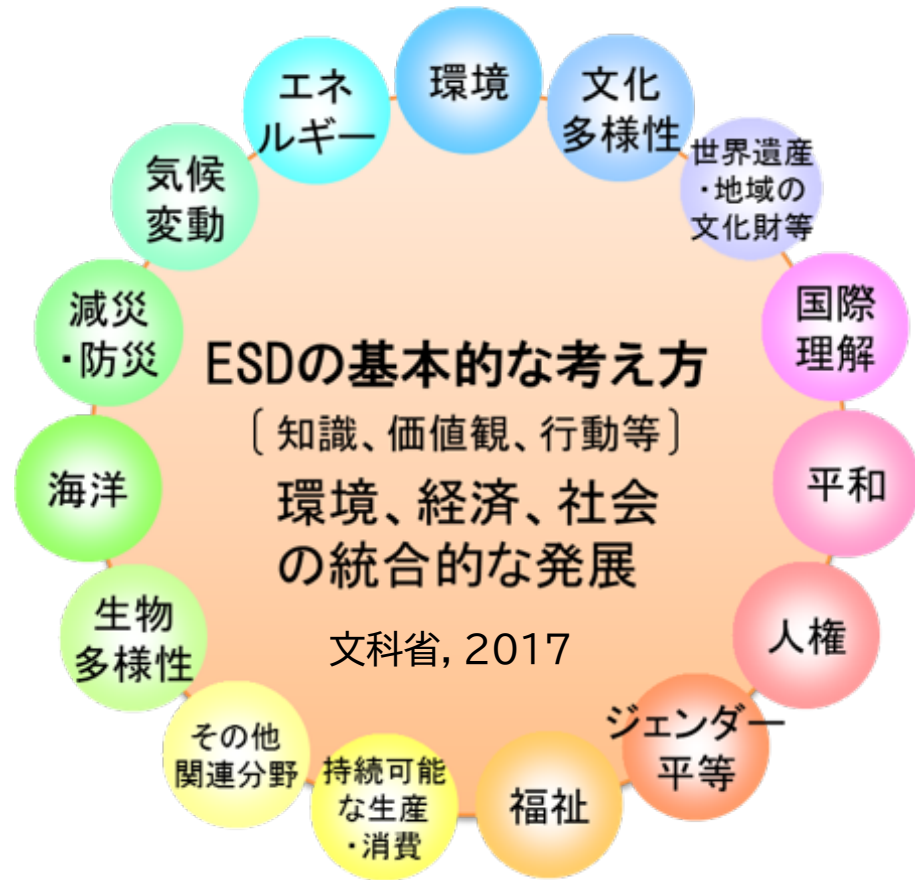 環境
文化
多様性
世界遺産
・地域の
文化財等
国際
理解
平和
人権
ジェンダー
平等
福祉
持続可能
な生産
・消費
その他
関連分野
生物
多様性
海洋
減災
・防災
気候
変動
エネ
ルギー
ESDの基本的な考え方
[知識、価値観、行動等]
環境、経済、社会
の統合的な発展
文科省, 2017